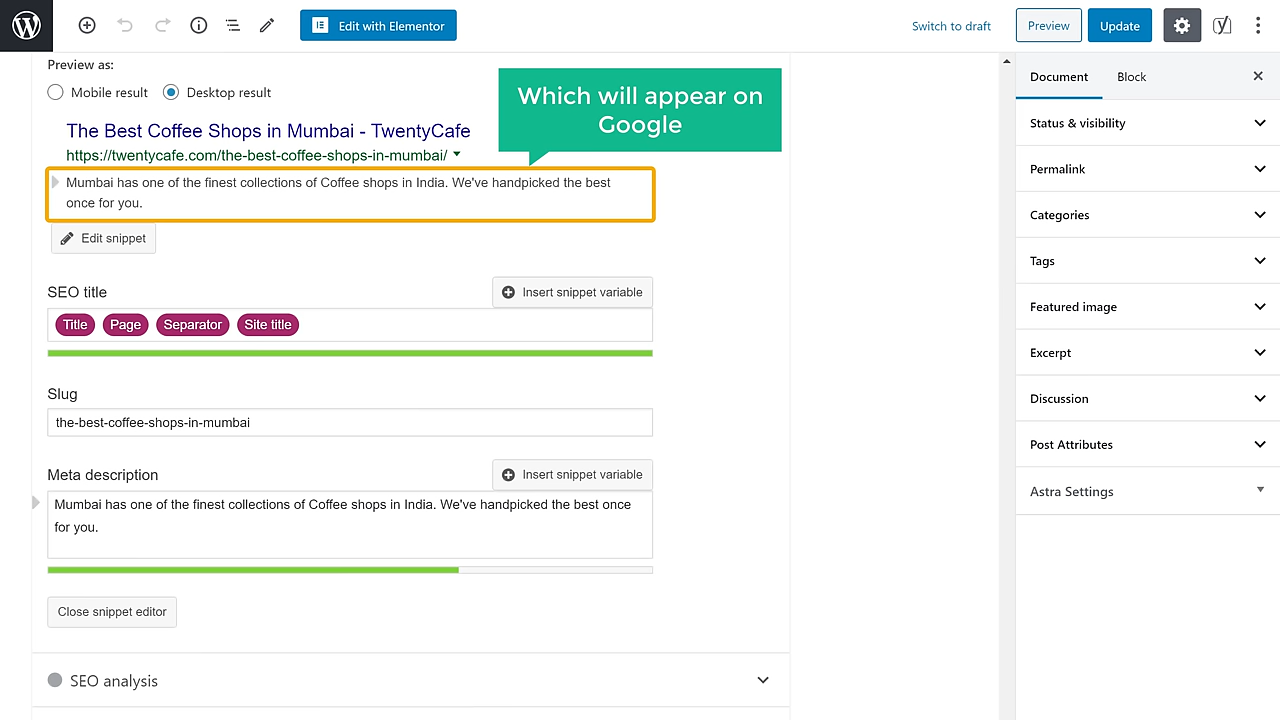 Edit with Elementor
Switch to draft
Preview
Update
Preview as:
Mobile result
Desktop result
Which will appear on
Google
The Best Coffee Shops in Mumbai - TwentyCafe
https://twentycafe.com/the-best-coffee-shops-in-mumbai/
Mumbai has one of the finest collections of Coffee shops in India. We've handpicked the best
once for you.
Edit snippet
SEO title
Insert snippet variable
Title Page Separator Site title
Slug
the-best-coffee-shops-in-mumbai
Meta description
Insert snippet variable
Mumbai has one of the finest collections of Coffee shops in India. We've handpicked the best once
for you.
Close snippet editor
SEO analysis
Document
Block
Status & visibility
Permalink
Categories
Tags
Featured image
Excerpt
Discussion
Post Attributes
Astra Settings